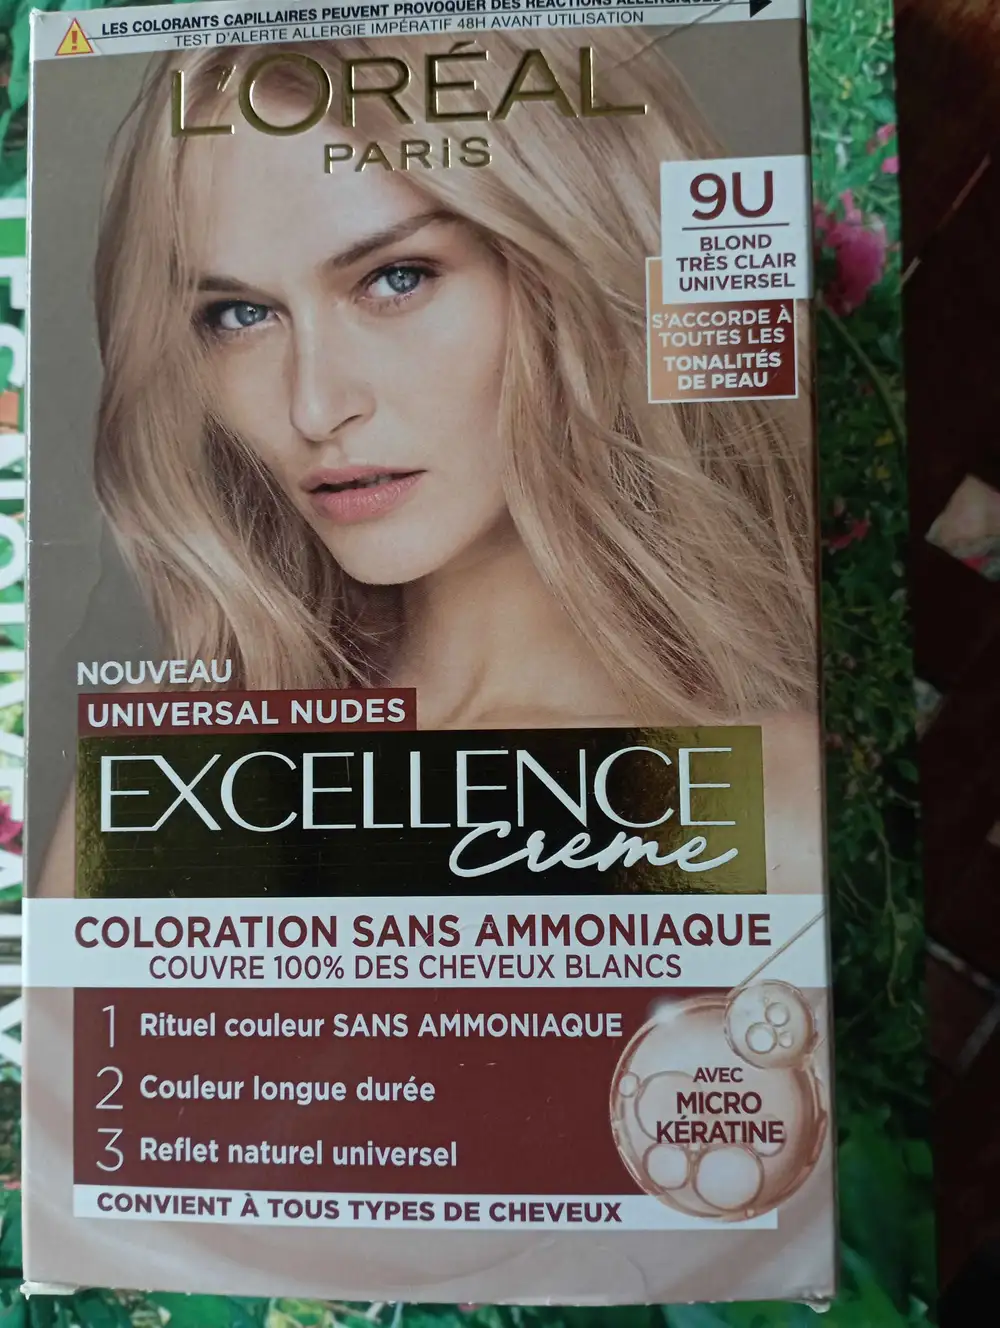 LES COLORANTS CAPILLAIRES PEUVENT PROVOQUER DES RÉACTIONS ALLERGIQUES
TEST D'ALERTE ALLERGIE IMPÉRATIF 48H AVANT UTILISATION
L'ORÉAL
PARIS
9U
BLOND
TRÈS CLAIR
UNIVERSEL
S'ACCORDE À
TOUTES LES
TONALITÉS
DE PEAU
NOUVEAU
UNIVERSAL NUDES
EXCELLENCE
Creme
COLORATION SANS AMMONIAQUE
COUVRE 100% DES CHEVEUX BLANCS
1 Rituel couleur SANS AMMONIAQUE
2 Couleur longue durée
3 Reflet naturel universel
AVEC
MICRO
KÉRATINE
CONVIENT À TOUS TYPES DE CHEVEUX